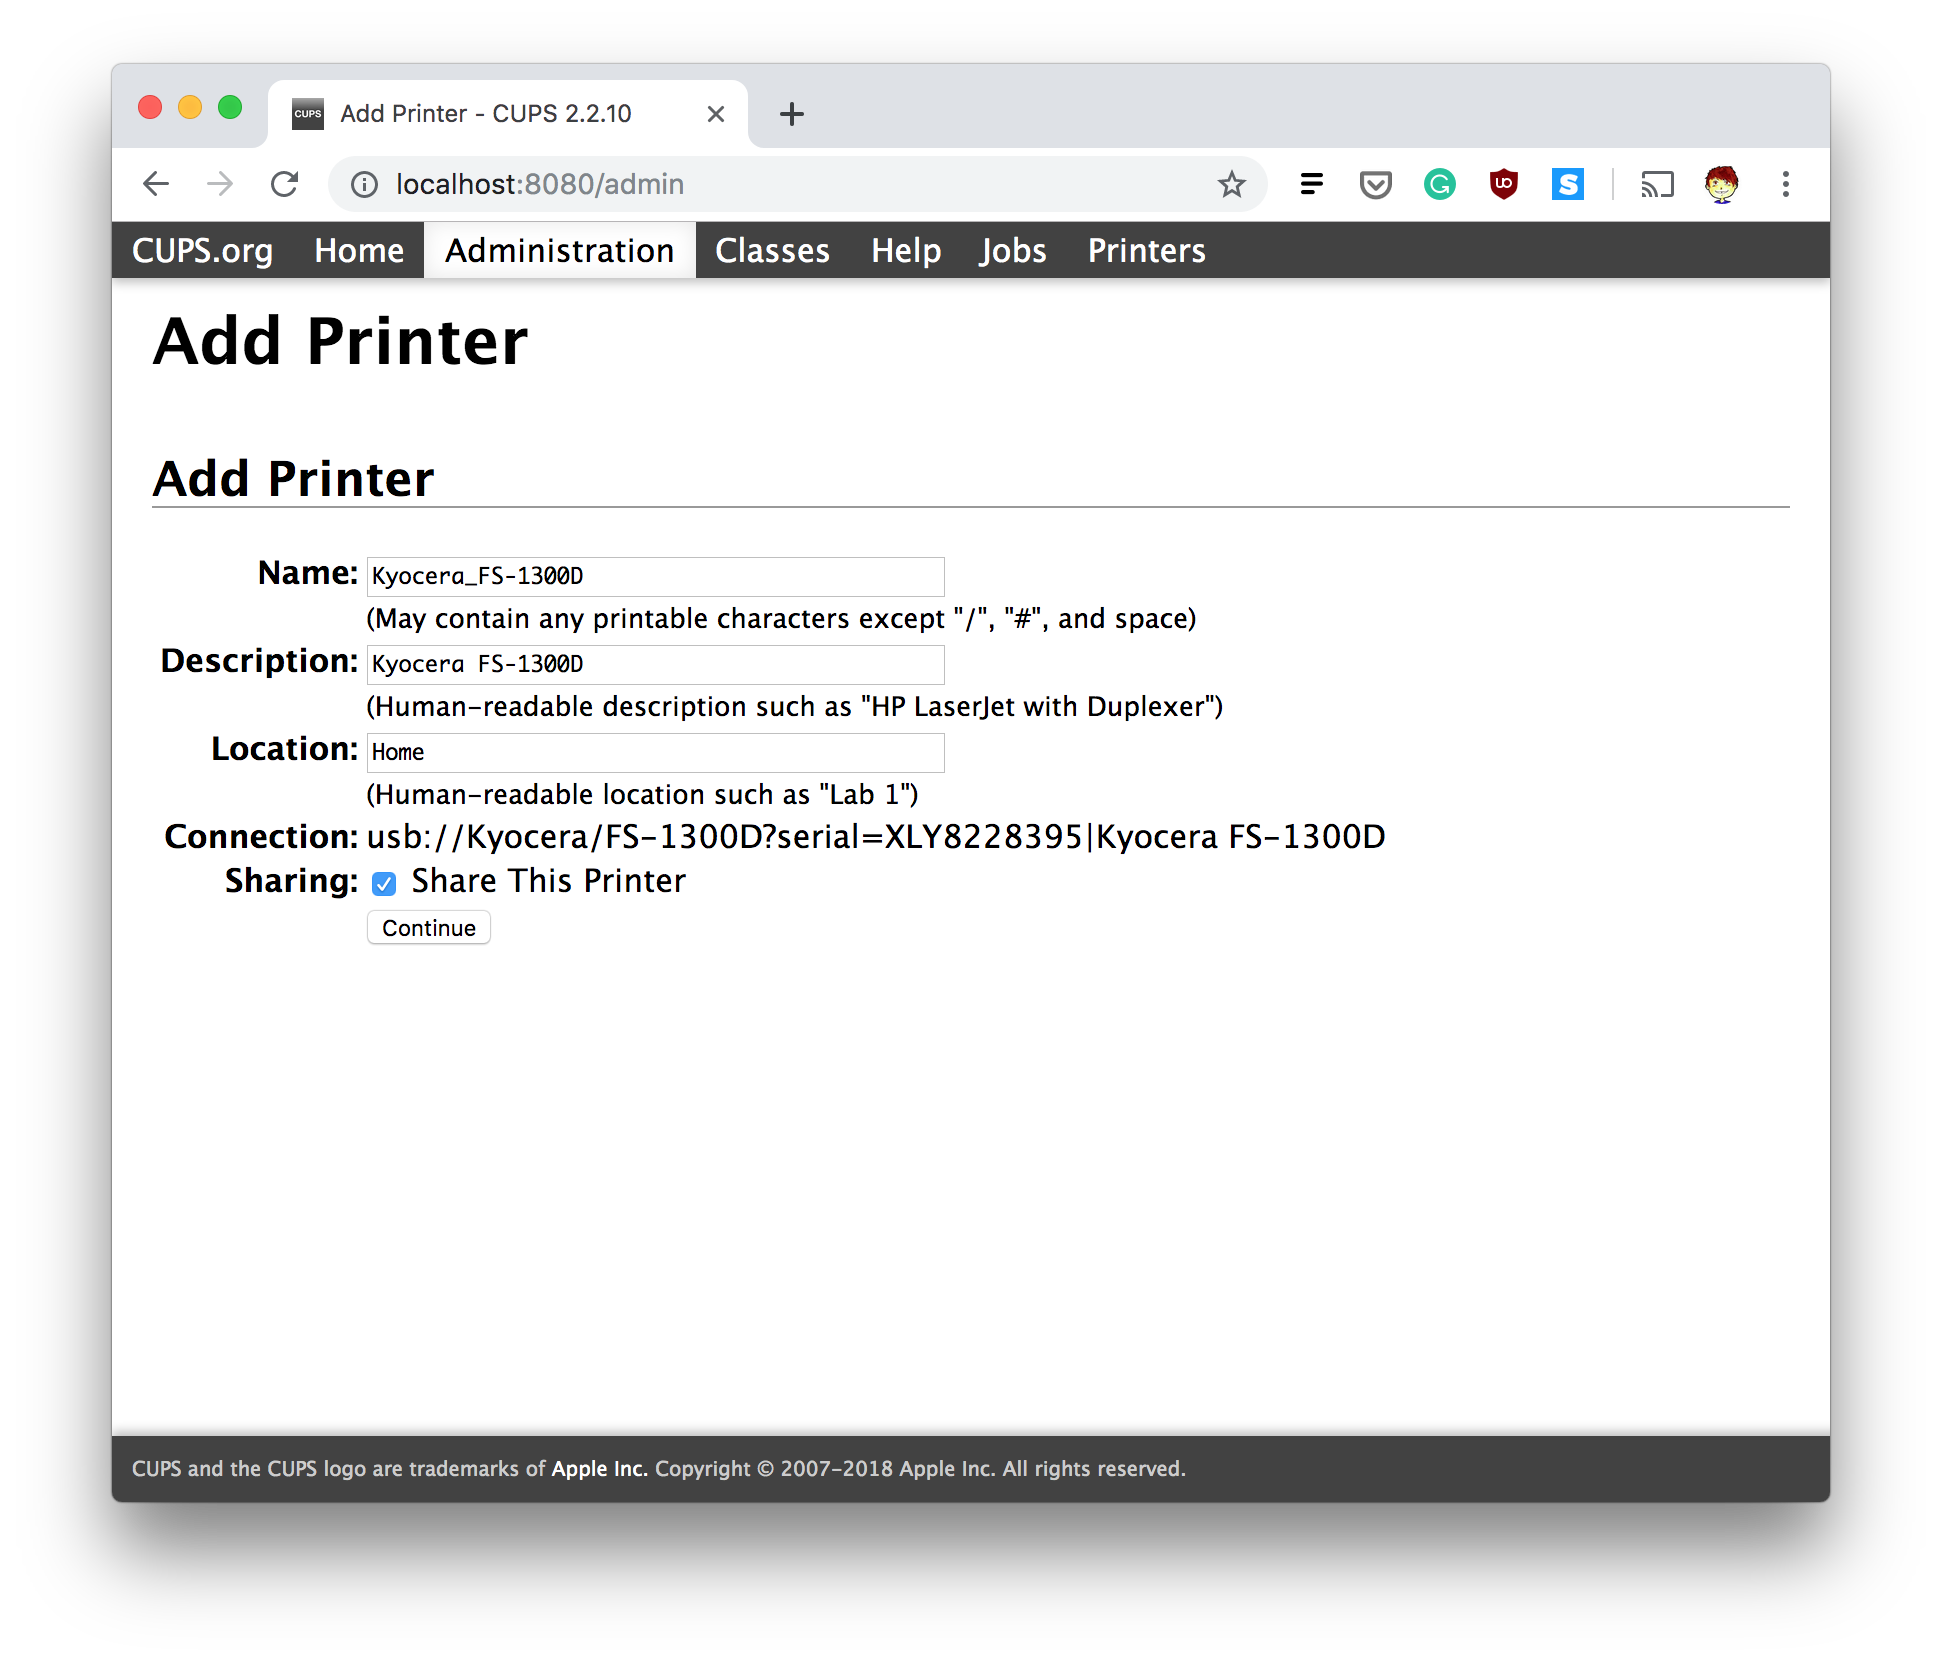 CUPS Add Printer - CUPS 2.2.10
localhost:8080/admin
CUPS.org Home Administration Classes Help Jobs Printers
Add Printer
Add Printer
Name: Kyocera_FS-1300D
(May contain any printable characters except "/", "#", and space)
Description: Kyocera FS-1300D
(Human-readable description such as "HP LaserJet with Duplexer")
Location: Home
(Human-readable location such as "Lab 1")
Connection: usb://Kyocera/FS-1300D?serial=XLY8228395|Kyocera FS-1300D
Sharing: Share This Printer
Continue
CUPS and the CUPS logo are trademarks of Apple Inc. Copyright © 2007-2018 Apple Inc. All rights reserved.